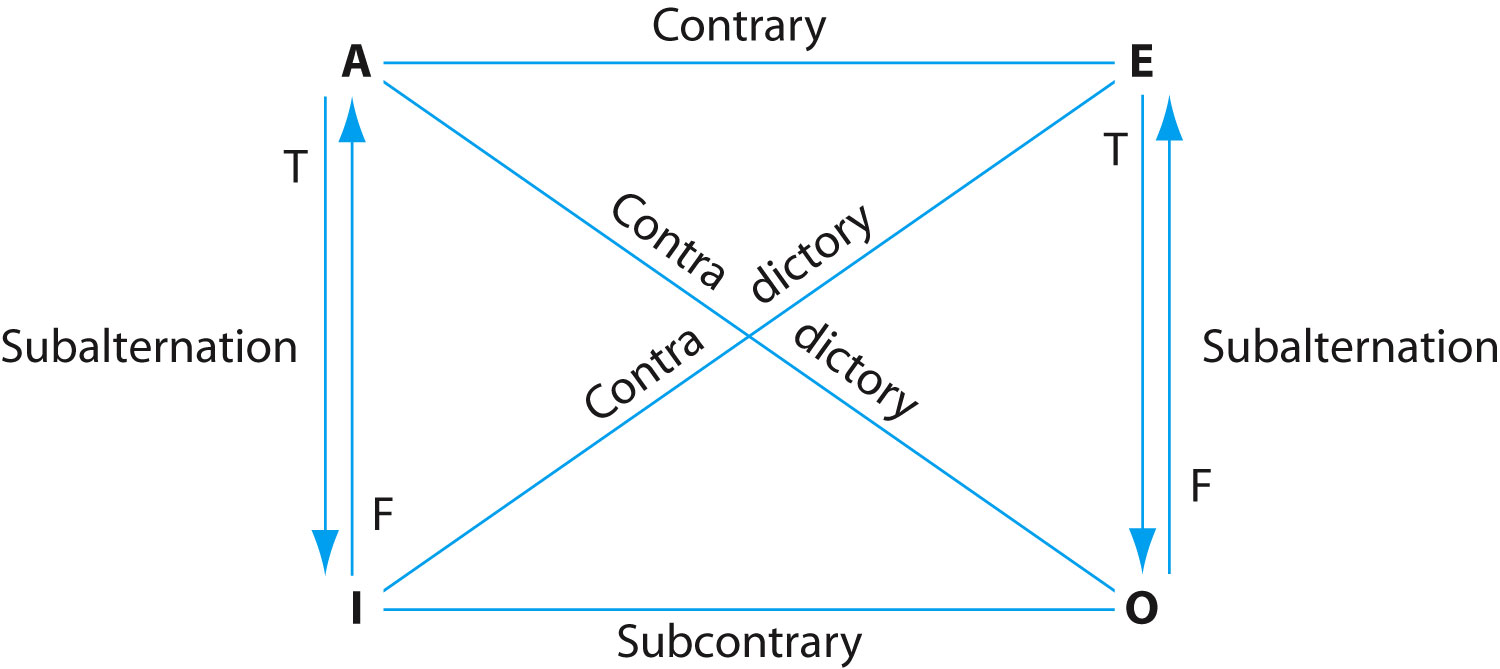 Contrary
A
E
T
T
Contra
dictory
Subalternation
Contra
dictory
Subalternation
F
F
I
O
Subcontrary